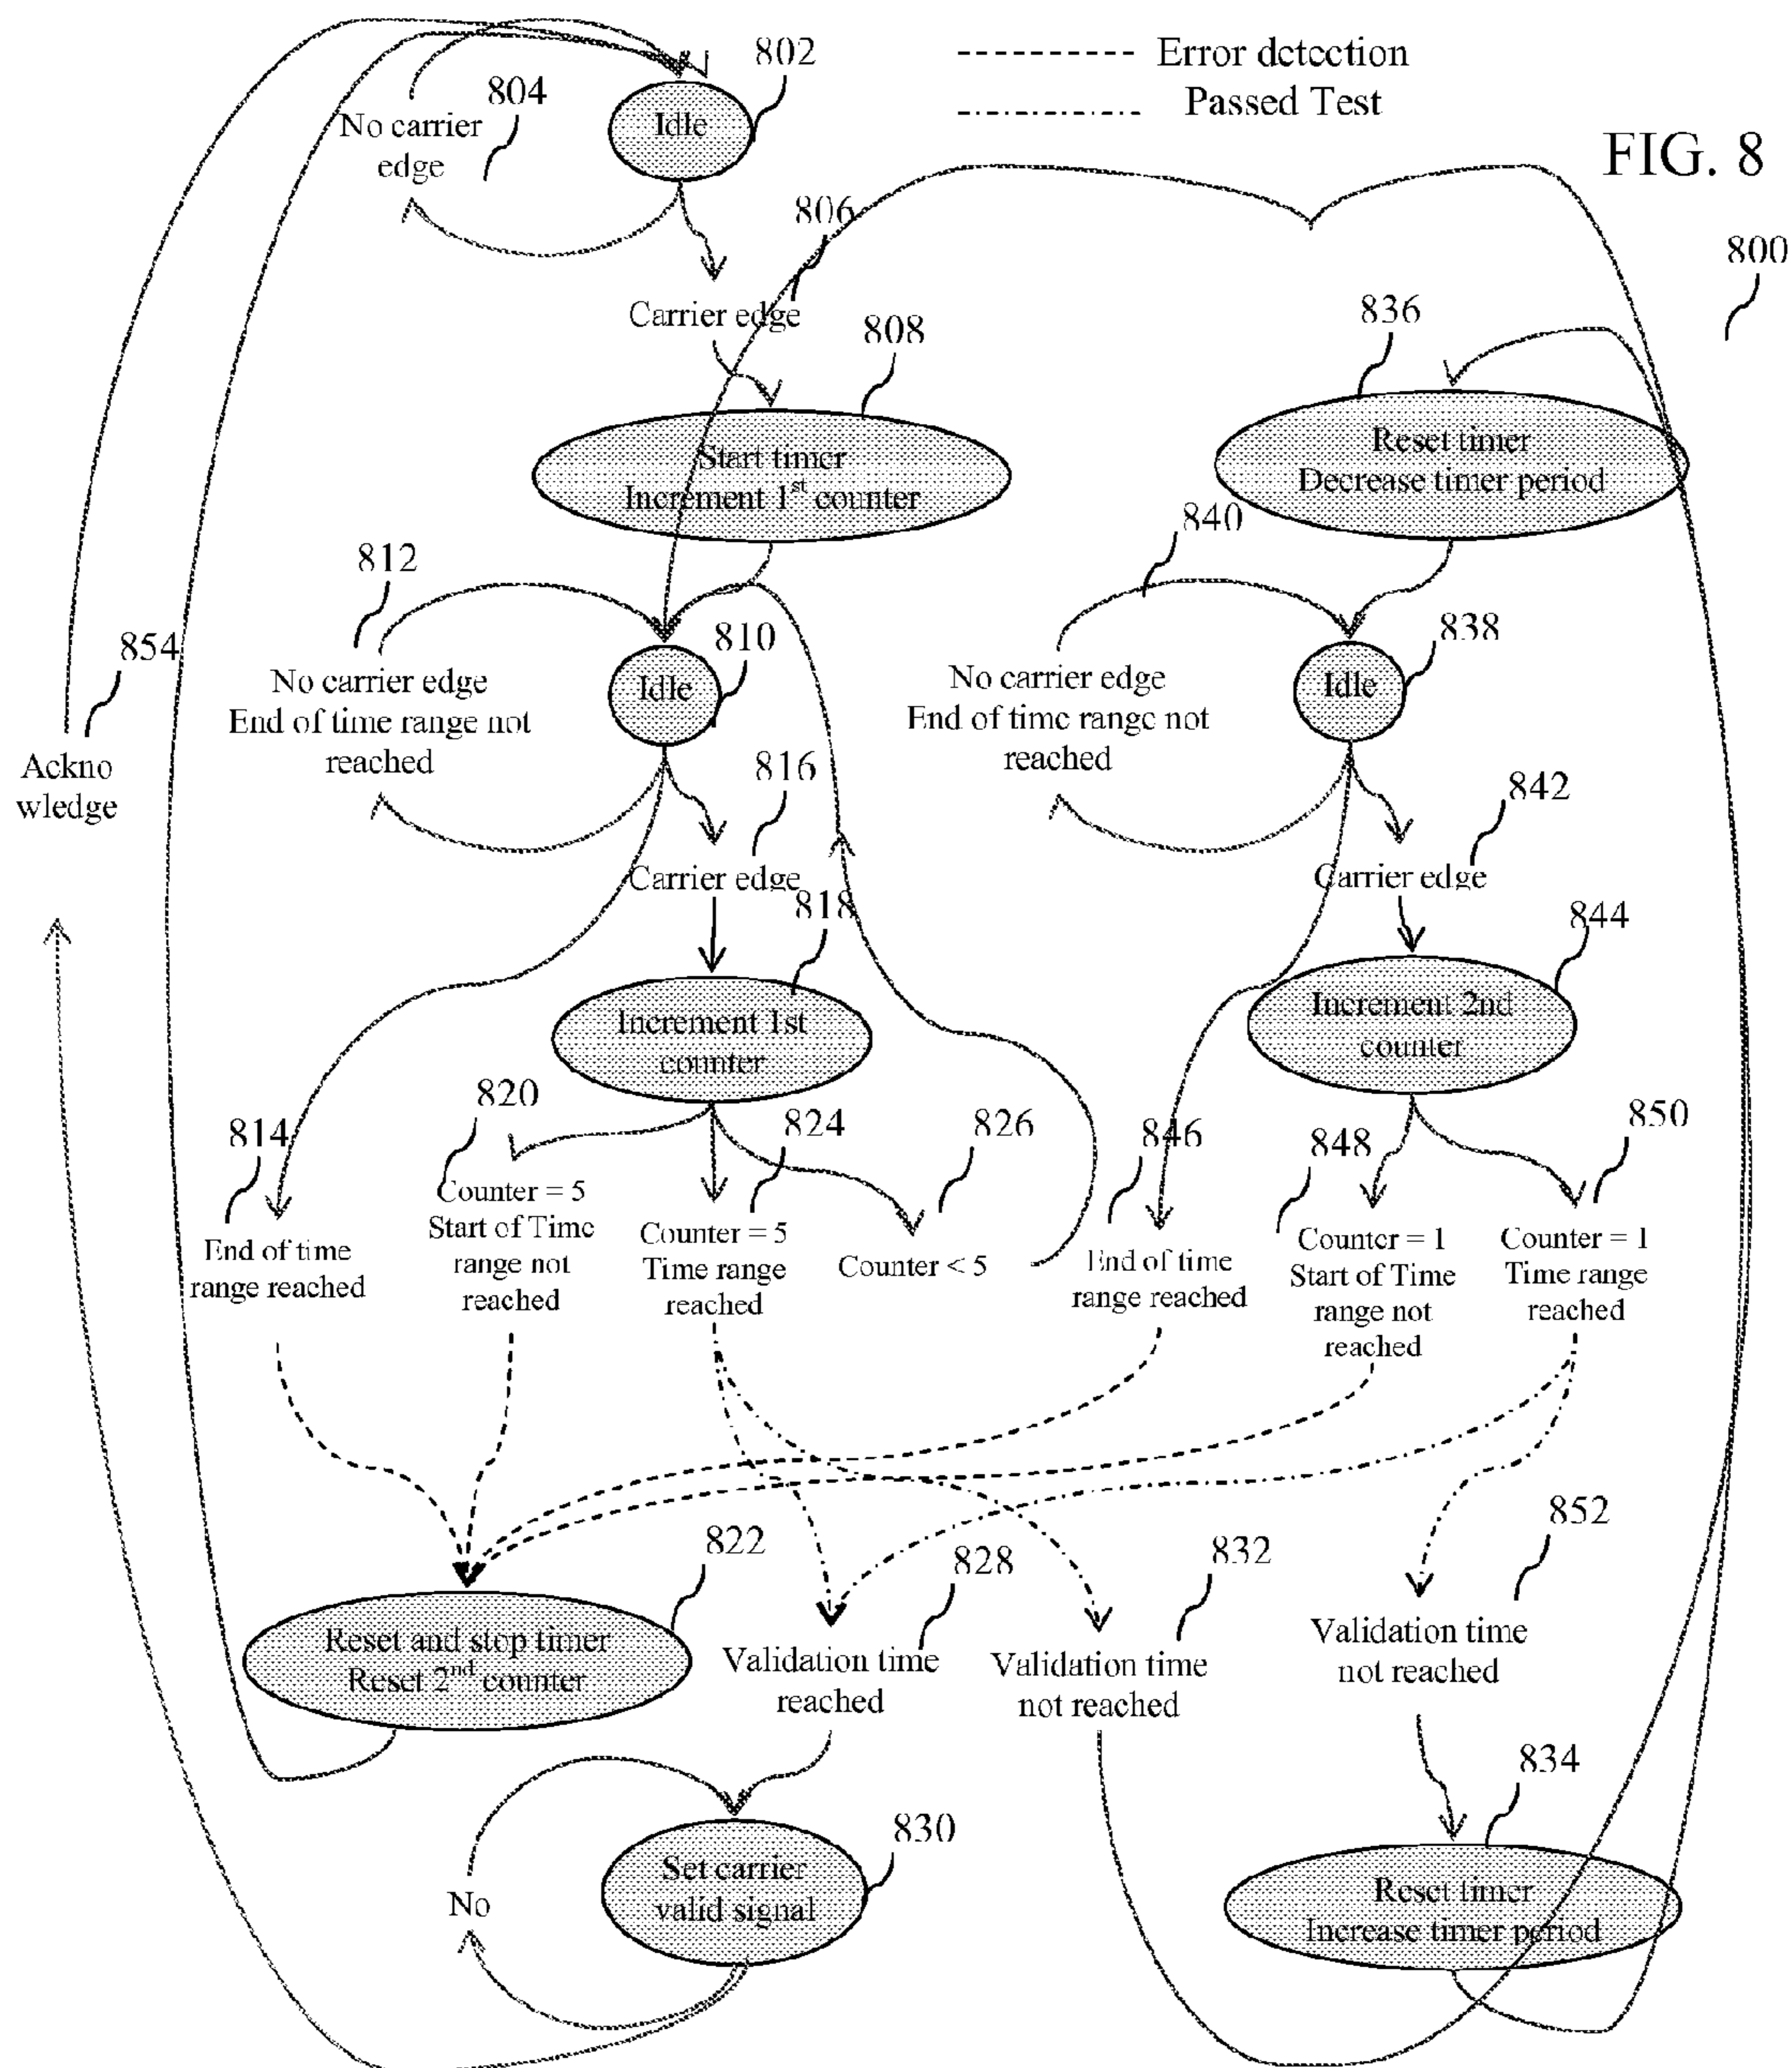 802
Error detection
Passed Test
FIG. 8
804
No carrier
edge
Idle
806
800
Carrier edge
808
836
Start timer
Increment 1st counter
Reset timer
Decrease timer period
840
812
854
810
838
No carrier edge
End of time range not
reached
Idle
No carrier edge
End of time range not
reached
Idle
Ackno
wledge
816
842
Carrier edge
818
Carrier edge
844
Increment 1st
counter
Increment 2nd
counter
814
820
824
826
846
848
850
End of time
range reached
Counter = 5
Start of Time
range not
reached
Counter = 5
Time range
reached
Counter < 5
End of time
range reached
Counter = 1
Start of Time
range not
reached
Counter = 1
Time range
reached
822
828
832
852
Reset and stop timer
Reset 2nd counter
Validation time
reached
Validation time
not reached
Validation time
not reached
834
830
No
Set carrier
valid signal
Reset timer
Increase timer period